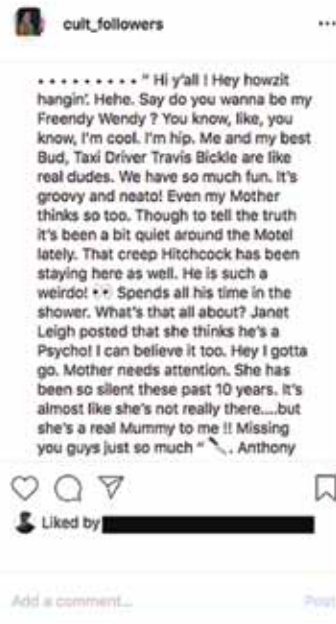 cult_followers
. . . . . . . . . " Hi y'all ! Hey howzit
hangin'. Hehe. Say do you wanna be my
Freendy Wendy ? You know, like, you
know, I'm cool. I'm hip. Me and my best
Bud, Taxi Driver Travis Bickle are like
real dudes. We have so much fun. It's
groovy and neato! Even my Mother
thinks so too. Though to tell the truth
it's been a bit quiet around the Motel
lately. That creep Hitchcock has been
staying here as well. He is such a
weirdo! 👀 Spends all his time in the
shower. What's that all about? Janet
Leigh posted that she thinks he's a
Psycho! I can believe it too. Hey I gotta
go. Mother needs attention. She has
been so silent these past 10 years. It's
almost like she's not really there....but
she's a real Mummy to me !! Missing
you guys just so much " 🔪. Anthony
Liked by
Add a comment...
Post